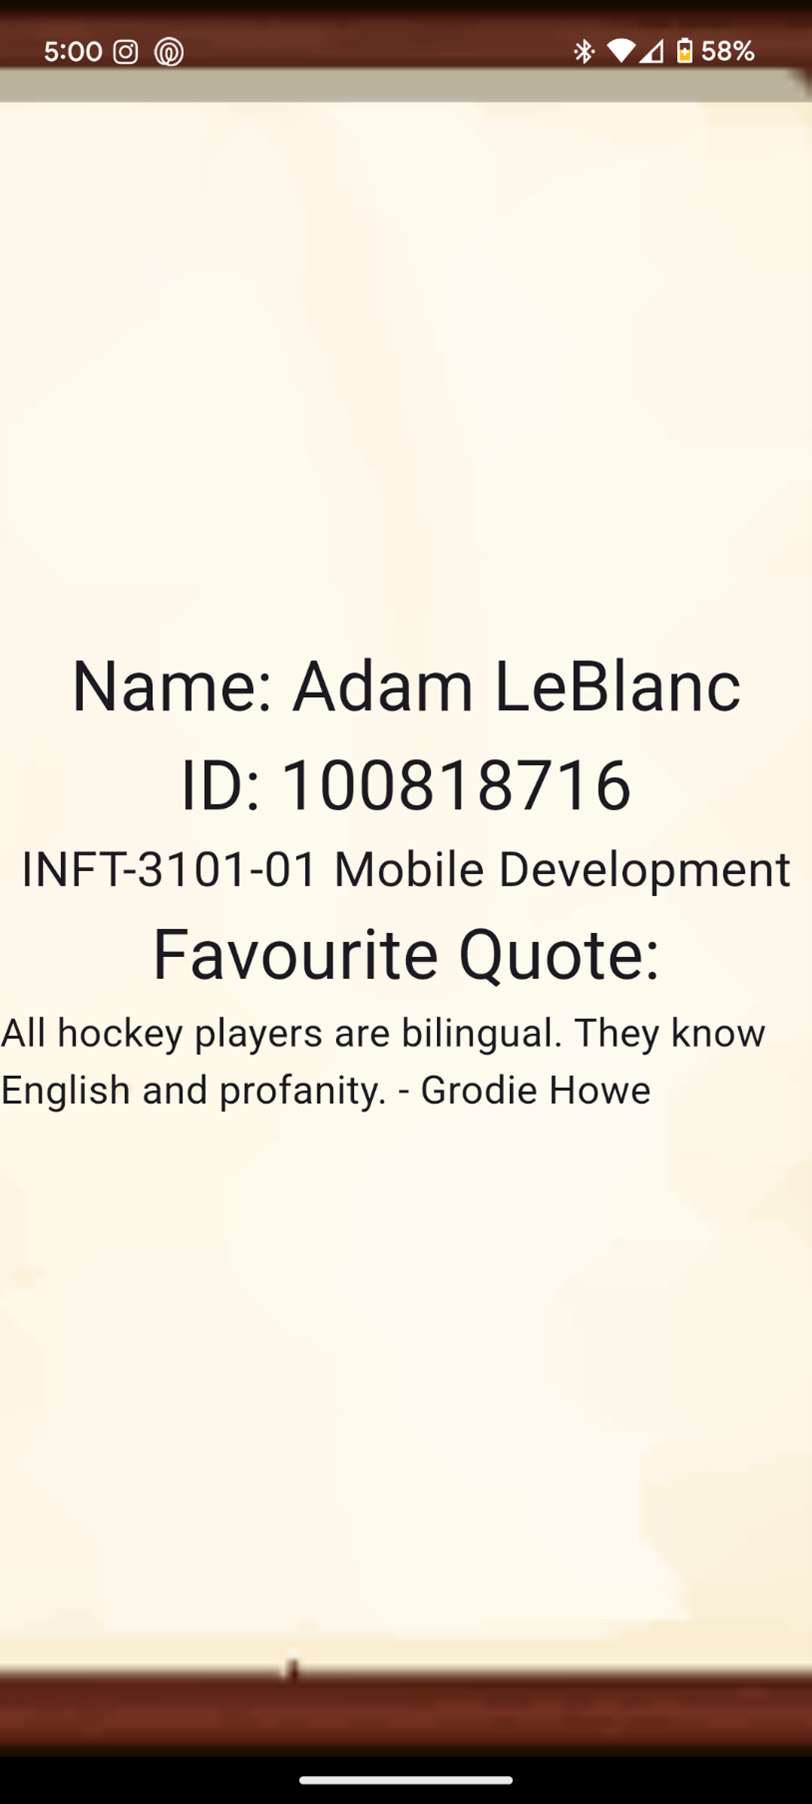 5:00 58%
Name: Adam LeBlanc
ID: 100818716
INFT-3101-01 Mobile Development
Favourite Quote:
All hockey players are bilingual. They know
English and profanity. - Grodie Howe